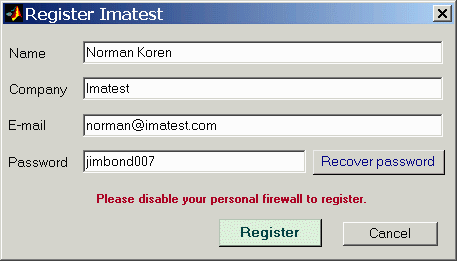 Register Imatest
Name Norman Koren
Company Imatest
E-mail norman@imatest.com
Password jimbond007 Recover password
Please disable your personal firewall to register.
Register Cancel